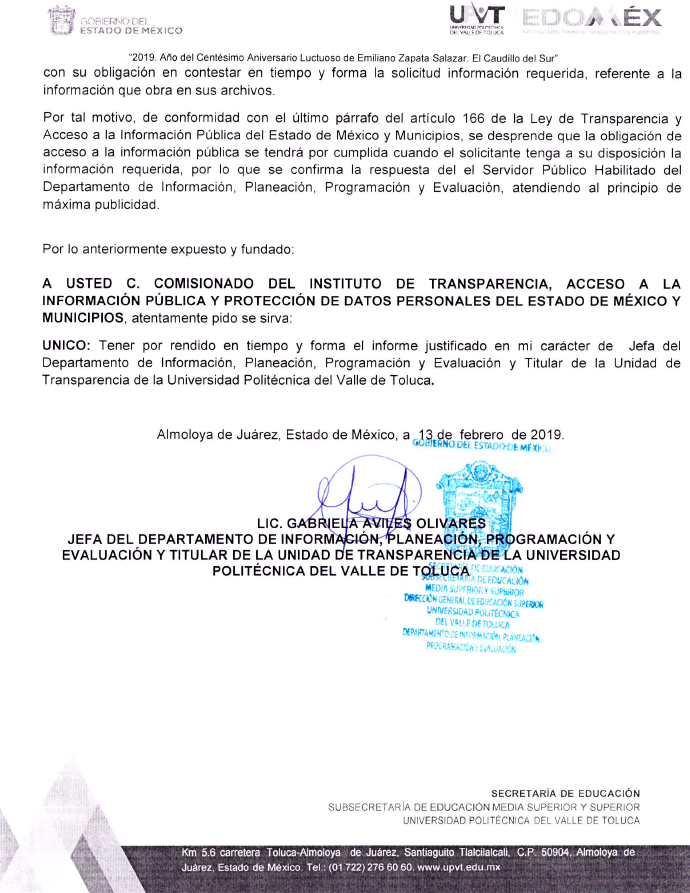 GOBIERNO DEL
ESTADO DE MÉXICO
UPVT
UNIVERSIDAD POLITÉCNICA
DEL VALLE DE TOLUCA
EDOMÉX
"2019. Año del Centésimo Aniversario Luctuoso de Emiliano Zapata Salazar. El Caudillo del Sur"
con su obligación en contestar en tiempo y forma la solicitud información requerida, referente a la
información que obra en sus archivos.
Por tal motivo, de conformidad con el último párrafo del artículo 166 de la Ley de Transparencia y
Acceso a la Información Pública del Estado de México y Municipios, se desprende que la obligación de
acceso a la información pública se tendrá por cumplida cuando el solicitante tenga a su disposición la
información requerida, por lo que se confirma la respuesta del el Servidor Público Habilitado del
Departamento de Información, Planeación, Programación y Evaluación, atendiendo al principio de
máxima publicidad.
Por lo anteriormente expuesto y fundado:
A USTED C. COMISIONADO DEL INSTITUTO DE TRANSPARENCIA, ACCESO A LA
INFORMACIÓN PÚBLICA Y PROTECCIÓN DE DATOS PERSONALES DEL ESTADO DE MÉXICO Y
MUNICIPIOS, atentamente pido se sirva:
UNICO: Tener por rendido en tiempo y forma el informe justificado en mi carácter de Jefa del
Departamento de Información, Planeación, Programación y Evaluación y Titular de la Unidad de
Transparencia de la Universidad Politécnica del Valle de Toluca.
Almoloya de Juárez, Estado de México, a 13 de febrero de 2019.
GOBIERNO DEL ESTADO DE MÉXICO
LIC. GABRIELA AVILES OLIVARES
JEFA DEL DEPARTAMENTO DE INFORMACIÓN, PLANEACIÓN, PROGRAMACIÓN Y
EVALUACIÓN Y TITULAR DE LA UNIDAD DE TRANSPARENCIA DE LA UNIVERSIDAD
POLITÉCNICA DEL VALLE DE TOLUCA
SECRETARÍA DE EDUCACIÓN
SUBSECRETARÍA DE EDUCACIÓN
MEDIA SUPERIOR Y SUPERIOR
DIRECCIÓN GENERAL DE EDUCACIÓN SUPERIOR
UNIVERSIDAD POLITÉCNICA
DEL VALLE DE TOLUCA
DEPARTAMENTO DE INFORMACIÓN, PLANEACIÓN,
PROGRAMACIÓN Y EVALUACIÓN
SECRETARÍA DE EDUCACIÓN
SUBSECRETARÍA DE EDUCACIÓN MEDIA SUPERIOR Y SUPERIOR
UNIVERSIDAD POLITÉCNICA DEL VALLE DE TOLUCA
Km 5.6 carretera Toluca-Almoloya de Juárez, Santiaguito Tlalcilalcali, C.P. 50904, Almoloya de
Juárez, Estado de México. Tel.: (01 722) 276 60 60. www.upvt.edu.mx